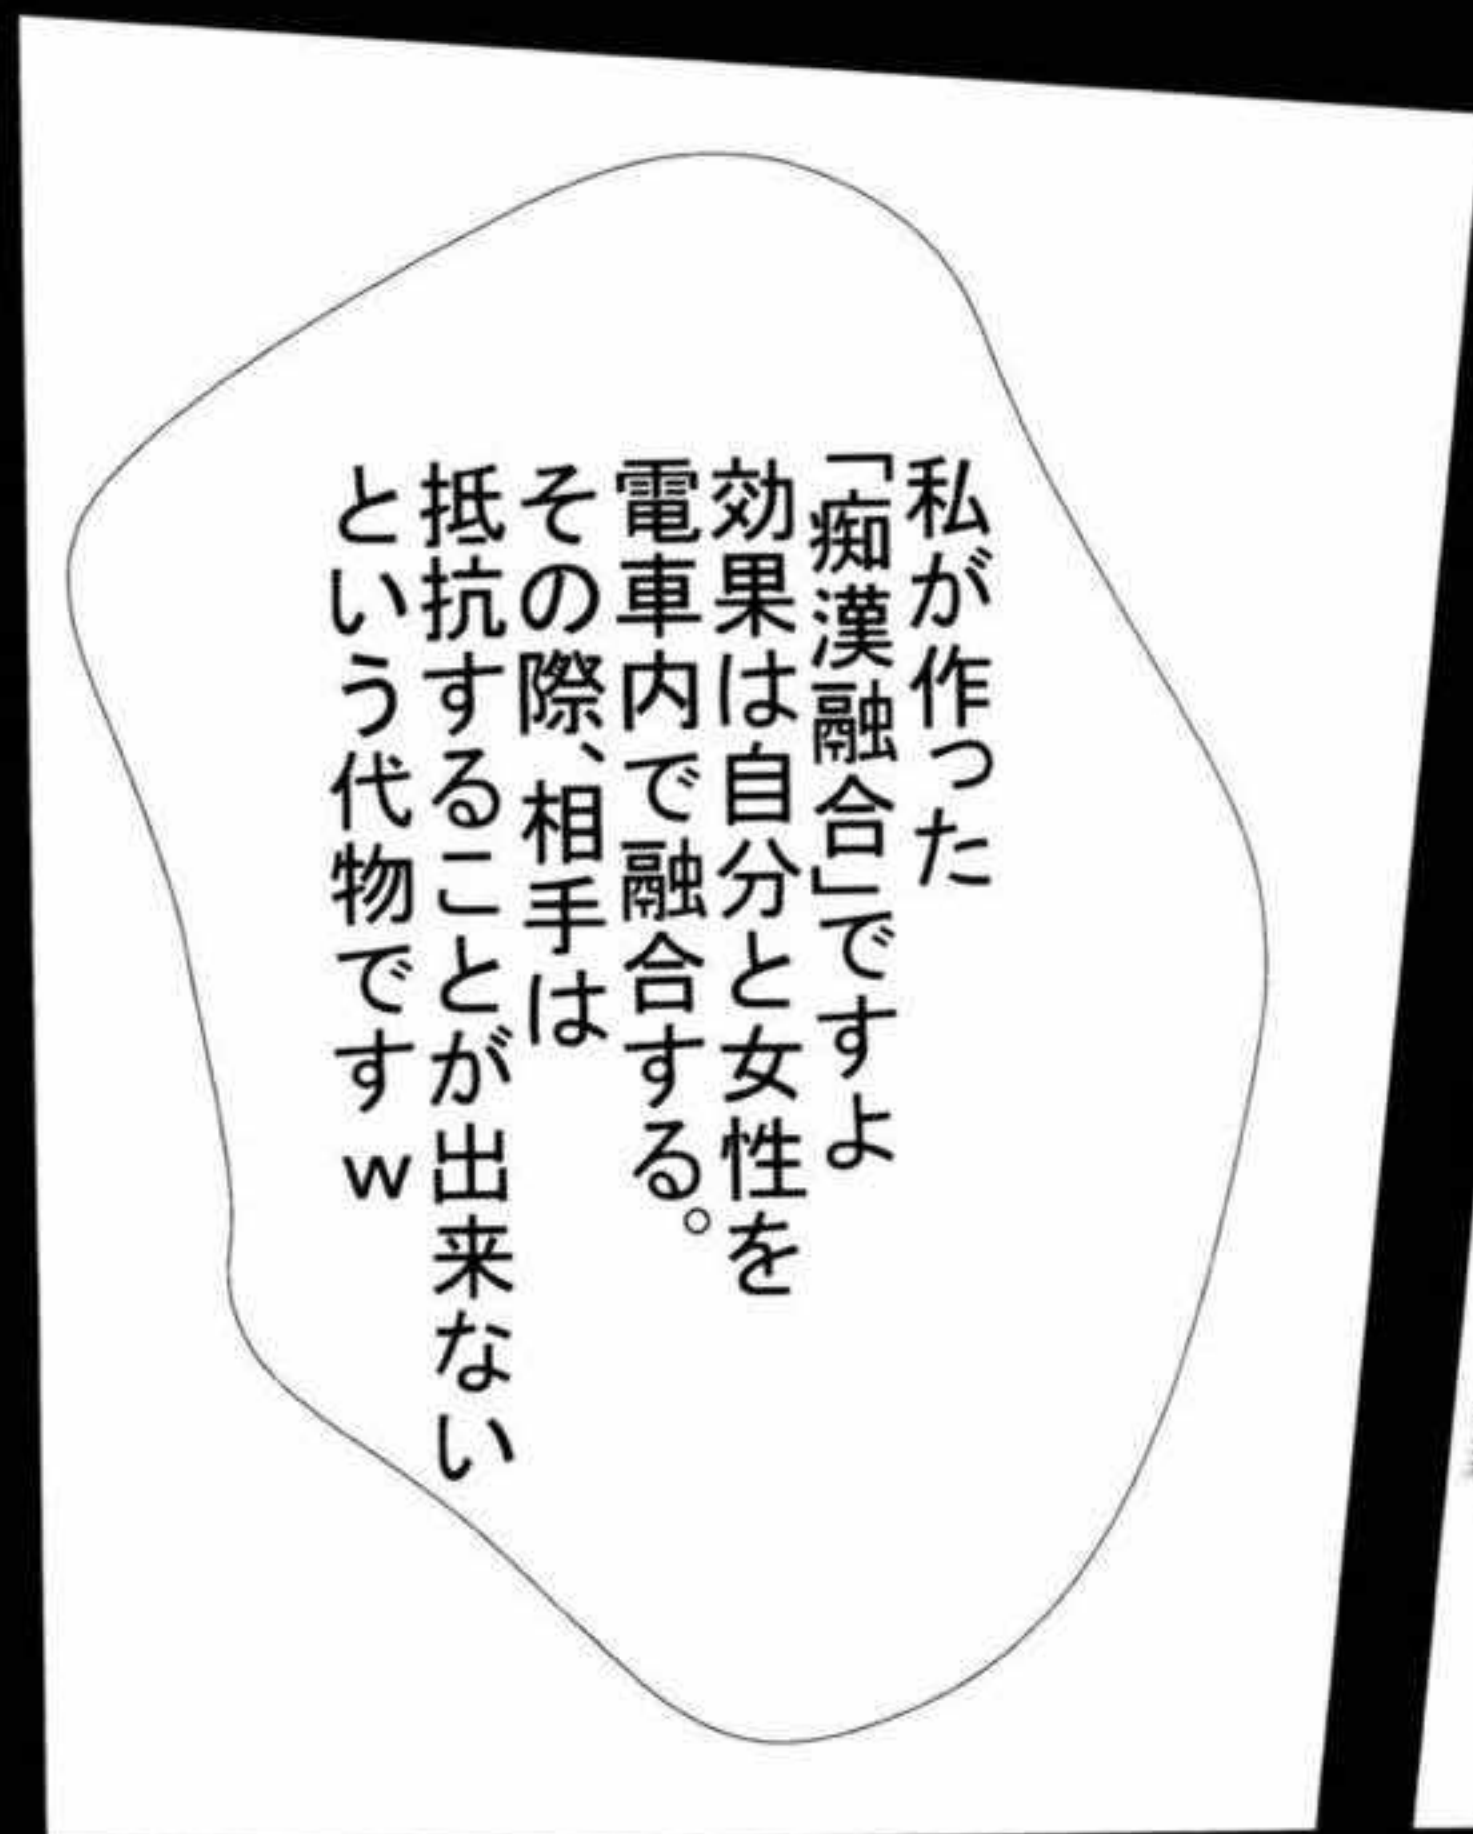 私が作った
「痴漢融合」ですよ
効果は自分と女性を
電車内で融合する。
その際、相手は
抵抗することが出来ない
という代物ですｗ